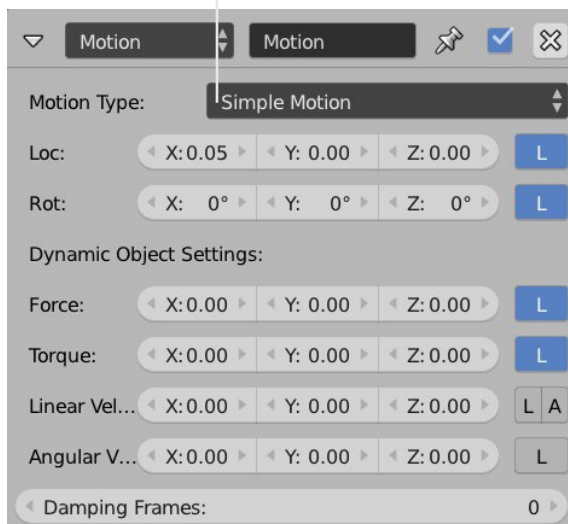 Motion Motion
Motion Type: Simple Motion
Loc: X: 0.05 Y: 0.00 Z: 0.00 L
Rot: X: 0° Y: 0° Z: 0° L
Dynamic Object Settings:
Force: X: 0.00 Y: 0.00 Z: 0.00 L
Torque: X: 0.00 Y: 0.00 Z: 0.00 L
Linear Vel... X: 0.00 Y: 0.00 Z: 0.00 L A
Angular V... X: 0.00 Y: 0.00 Z: 0.00 L
Damping Frames: 0